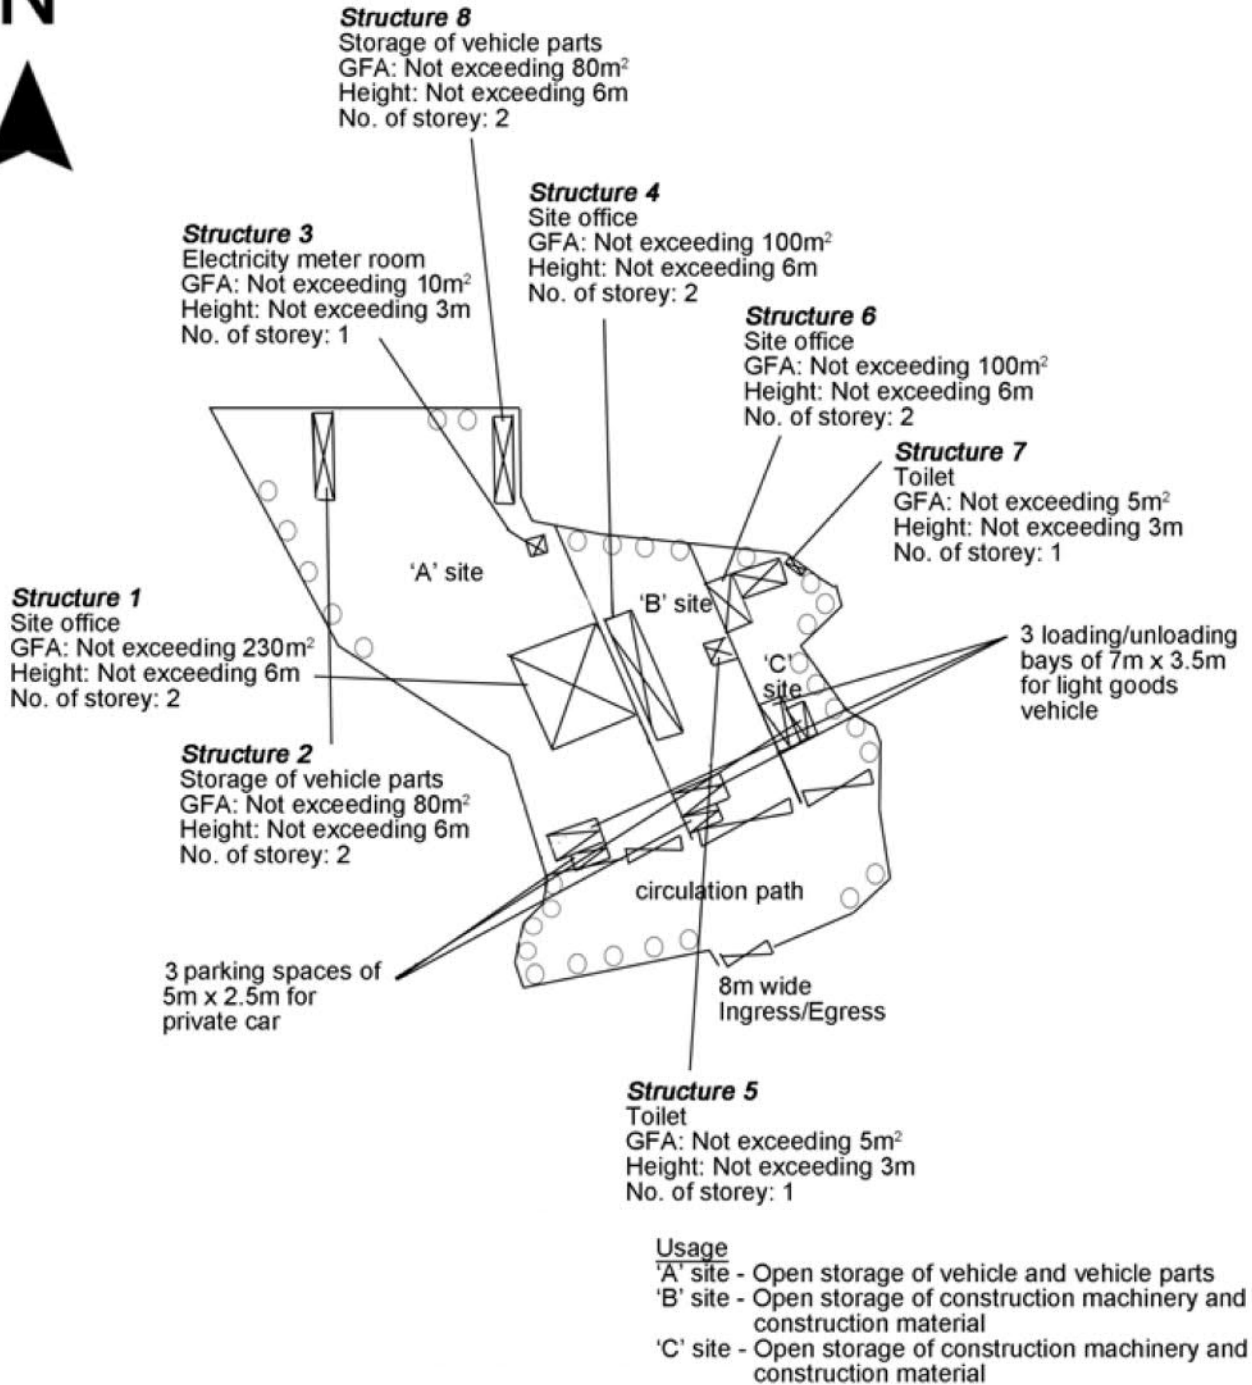 N
Structure 8
Storage of vehicle parts
GFA: Not exceeding 80m²
Height: Not exceeding 6m
No. of storey: 2
Structure 4
Site office
GFA: Not exceeding 100m²
Height: Not exceeding 6m
No. of storey: 2
Structure 3
Electricity meter room
GFA: Not exceeding 10m²
Height: Not exceeding 3m
No. of storey: 1
Structure 6
Site office
GFA: Not exceeding 100m²
Height: Not exceeding 6m
No. of storey: 2
Structure 7
Toilet
GFA: Not exceeding 5m²
Height: Not exceeding 3m
No. of storey: 1
'A' site
'B' site
'C'
site
Structure 1
Site office
GFA: Not exceeding 230m²
Height: Not exceeding 6m
No. of storey: 2
3 loading/unloading
bays of 7m x 3.5m
for light goods
vehicle
Structure 2
Storage of vehicle parts
GFA: Not exceeding 80m²
Height: Not exceeding 6m
No. of storey: 2
circulation path
3 parking spaces of
5m x 2.5m for
private car
8m wide
Ingress/Egress
Structure 5
Toilet
GFA: Not exceeding 5m²
Height: Not exceeding 3m
No. of storey: 1
Usage
'A' site - Open storage of vehicle and vehicle parts
'B' site - Open storage of construction machinery and
construction material
'C' site - Open storage of construction machinery and
construction material